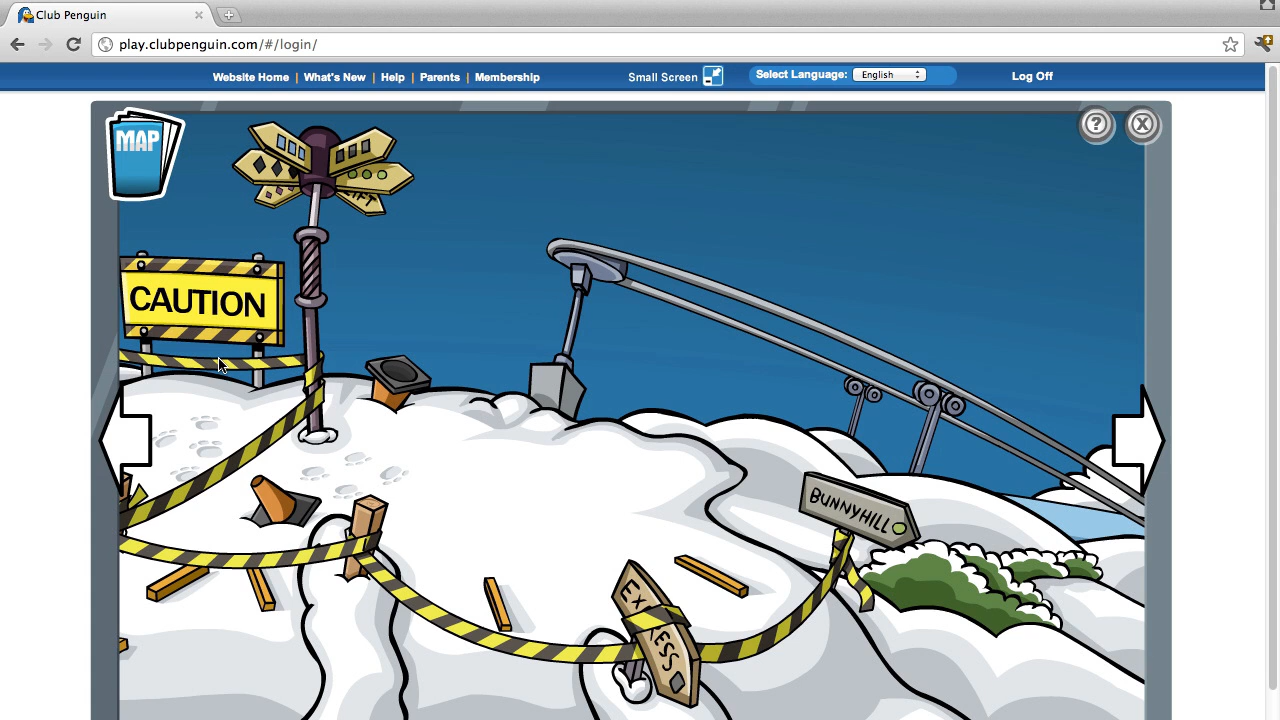 Club Penguin
play.clubpenguin.com/#/login/
Website Home | What's New | Help | Parents | Membership
Small Screen
Select Language: English
Log Off
MAP
?
X
CAUTION
BUNNYHILL